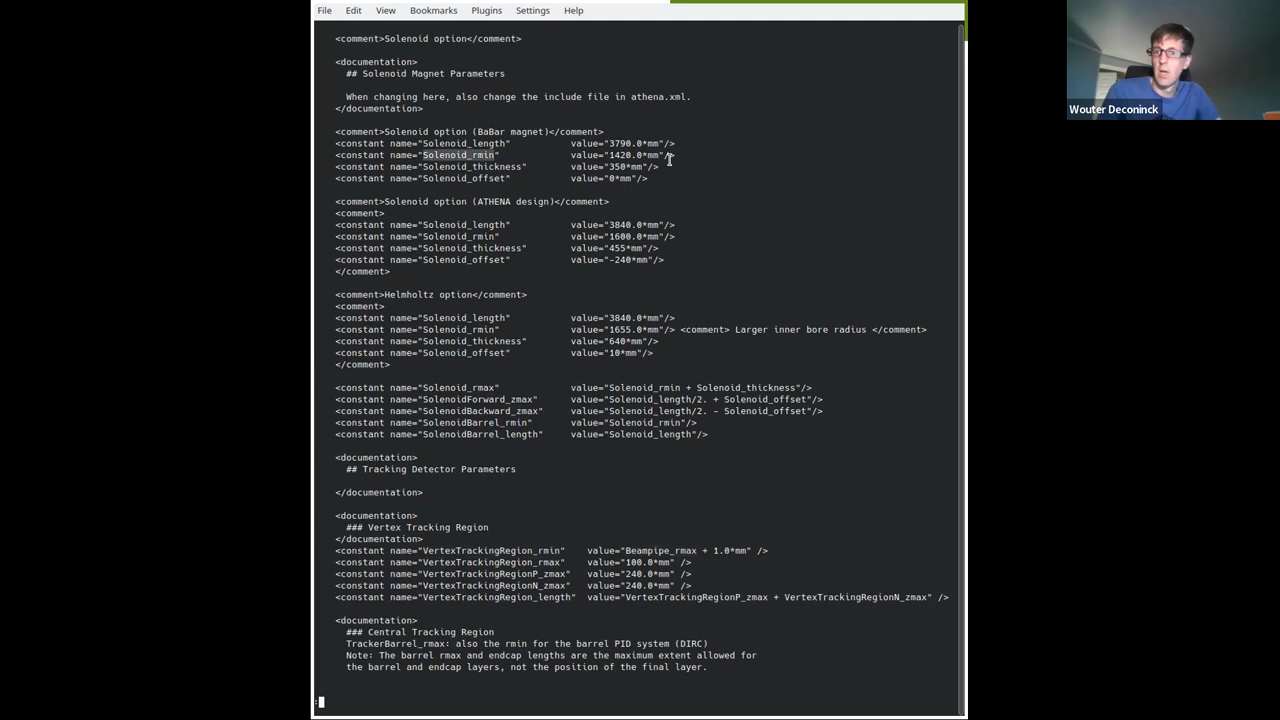 File Edit View Bookmarks Plugins Settings Help
<comment>Solenoid option</comment>
<documentation>
## Solenoid Magnet Parameters
When changing here, also change the include file in athena.xml.
</documentation>
<comment>Solenoid option (BaBar magnet)</comment>
<constant name="Solenoid_length" value="3790.0*mm"/>
<constant name="Solenoid_rmin" value="1420.0*mm"/>
<constant name="Solenoid_thickness" value="350*mm"/>
<constant name="Solenoid_offset" value="0*mm"/>
<comment>Solenoid option (ATHENA design)</comment>
<comment>
<constant name="Solenoid_length" value="3840.0*mm"/>
<constant name="Solenoid_rmin" value="1600.0*mm"/>
<constant name="Solenoid_thickness" value="455*mm"/>
<constant name="Solenoid_offset" value="-240*mm"/>
</comment>
<comment>Helmholtz option</comment>
<comment>
<constant name="Solenoid_length" value="3840.0*mm"/>
<constant name="Solenoid_rmin" value="1655.0*mm"/> <comment> Larger inner bore radius </comment>
<constant name="Solenoid_thickness" value="640*mm"/>
<constant name="Solenoid_offset" value="10*mm"/>
</comment>
<constant name="Solenoid_rmax" value="Solenoid_rmin + Solenoid_thickness"/>
<constant name="SolenoidForward_zmax" value="Solenoid_length/2. + Solenoid_offset"/>
<constant name="SolenoidBackward_zmax" value="Solenoid_length/2. - Solenoid_offset"/>
<constant name="SolenoidBarrel_rmin" value="Solenoid_rmin"/>
<constant name="SolenoidBarrel_length" value="Solenoid_length"/>
<documentation>
## Tracking Detector Parameters
</documentation>
<documentation>
### Vertex Tracking Region
</documentation>
<constant name="VertexTrackingRegion_rmin" value="Beampipe_rmax + 1.0*mm" />
<constant name="VertexTrackingRegion_rmax" value="100.0*mm" />
<constant name="VertexTrackingRegionP_zmax" value="240.0*mm" />
<constant name="VertexTrackingRegionN_zmax" value="240.0*mm" />
<constant name="VertexTrackingRegion_length" value="VertexTrackingRegionP_zmax + VertexTrackingRegionN_zmax" />
<documentation>
### Central Tracking Region
TrackerBarrel_rmax: also the rmin for the barrel PID system (DIRC)
Note: The barrel rmax and endcap lengths are the maximum extent allowed for
the barrel and endcap layers, not the position of the final layer.
:
Wouter Deconinck